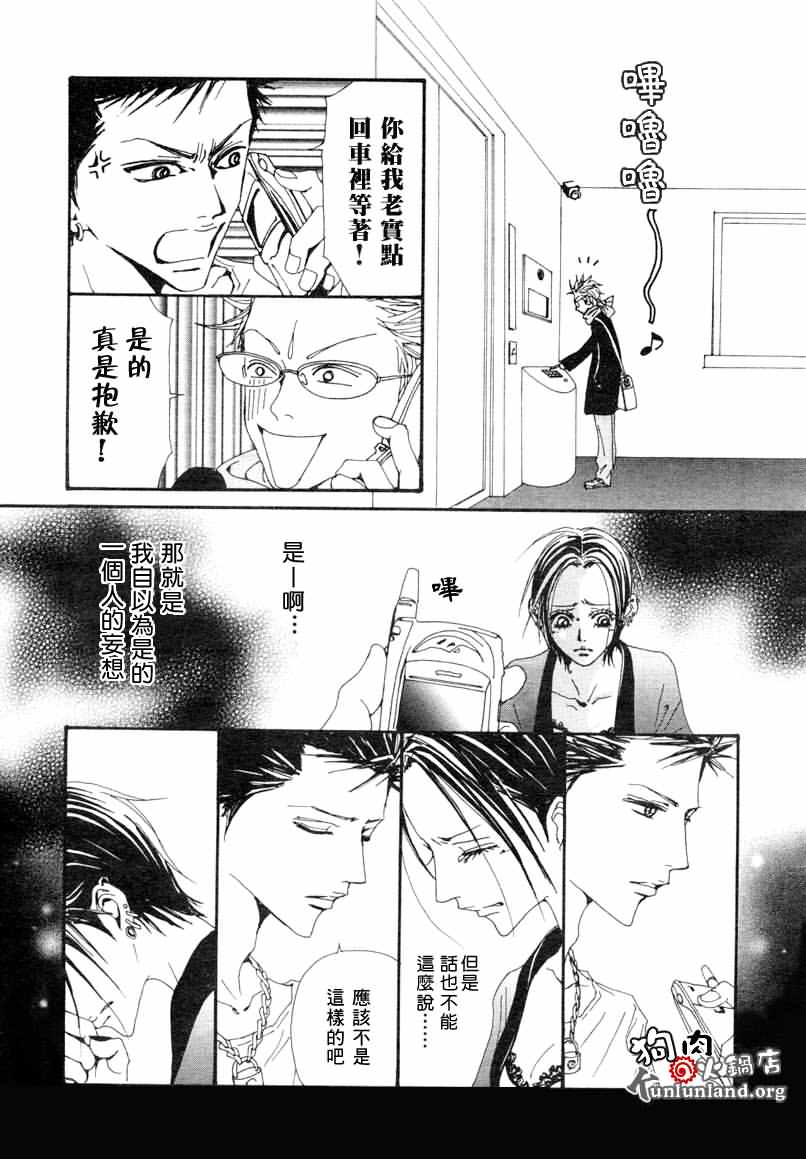 嗶嚕嚕
你給我老實點
回車裡等著！
是的
真是抱歉！
嗶
是ー啊…
那就是
我自以為是的
一個人的妄想
但是
話也不能
這麼說……
應該不是
這樣的吧
狗肉
火鍋店
Kunlunland.org